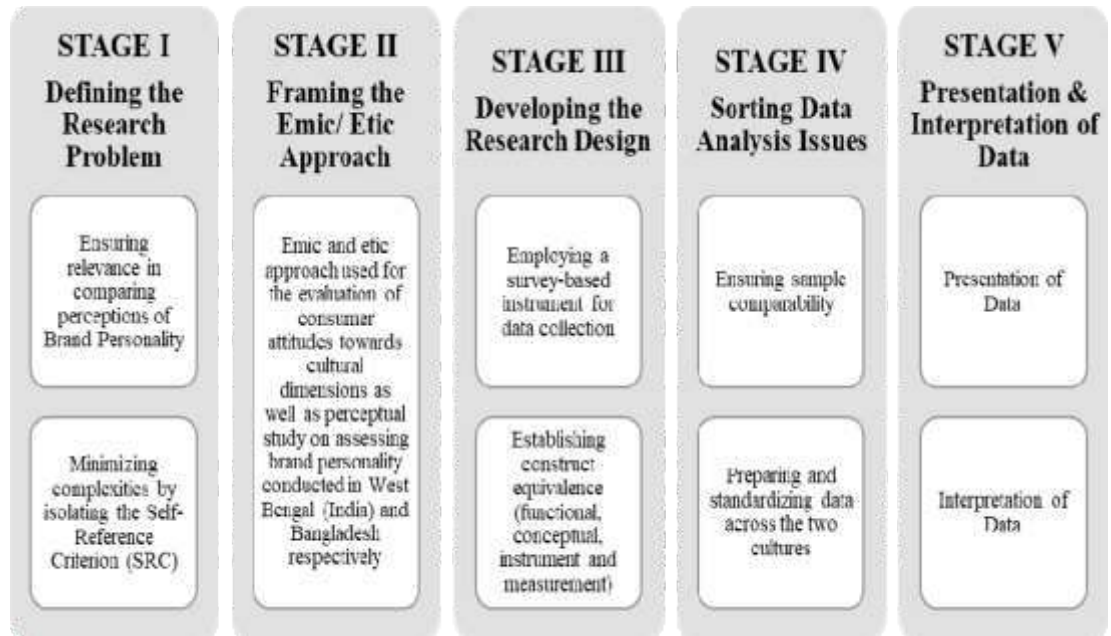 STAGE I
Defining the
Research
Problem
Ensuring
relevance in
comparing
perceptions of
Brand Personality
Minimizing
complexities by
isolating the Self-
Reference
Criterion (SRC)
STAGE II
Framing the
Emic/ Etic
Approach
Emic and etic
approach used for
the evaluation of
consumer
attitudes towards
cultural
dimensions as
well as perceptual
study on assessing
brand personality
conducted in West
Bengal (India) and
Bangladesh
respectively
STAGE III
Developing the
Research Design
Employing a
survey-based
instrument for
data collection
Establishing
construct
equivalence
(functional,
conceptual,
instrument and
measurement)
STAGE IV
Sorting Data
Analysis Issues
Ensuring sample
comparability
Preparing and
standardizing data
across the two
cultures
STAGE V
Presentation &
Interpretation of
Data
Presentation of
Data
Interpretation of
Data